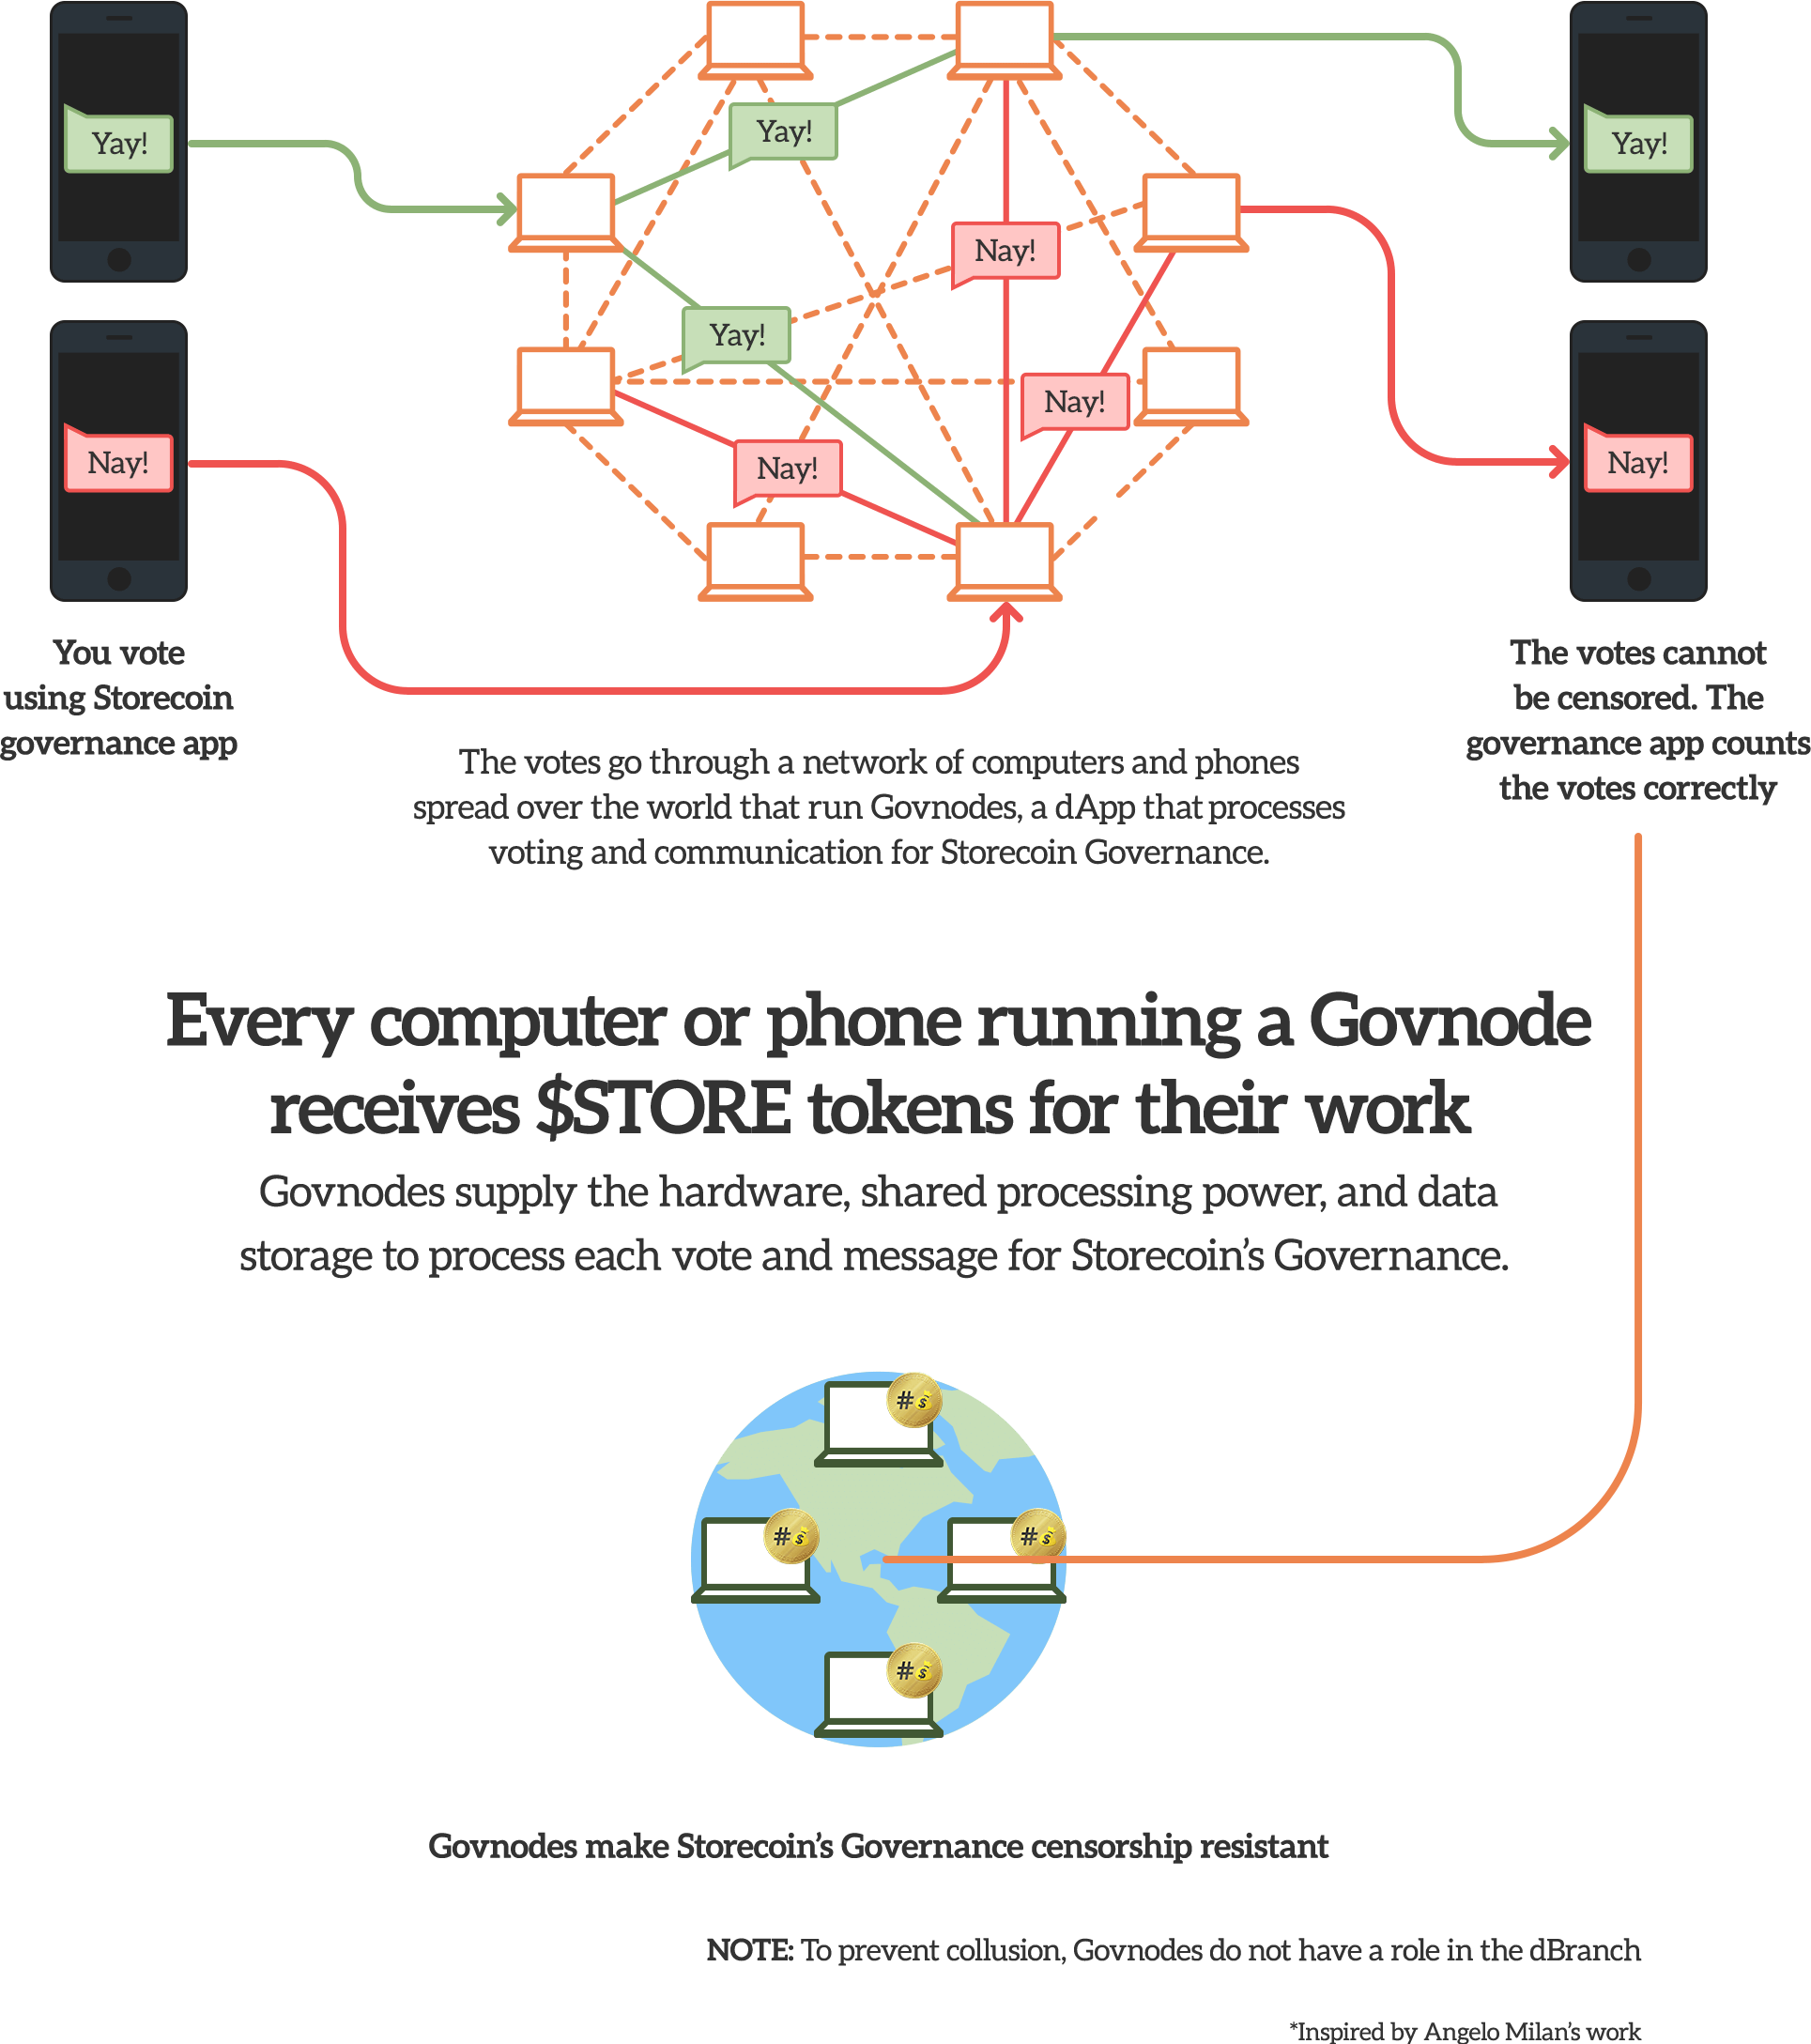 Yay!
Yay!
Yay!
Nay!
Yay!
Nay!
Nay!
Nay!
Nay!
You vote
using Storecoin
governance app
The votes go through a network of computers and phones
spread over the world that run Govnodes, a dApp that processes
voting and communication for Storecoin Governance.
The votes cannot
be censored. The
governance app counts
the votes correctly
Every computer or phone running a Govnode
receives $STORE tokens for their work
Govnodes supply the hardware, shared processing power, and data
storage to process each vote and message for Storecoin’s Governance.
#$
#$
#$
#$
Govnodes make Storecoin’s Governance censorship resistant
NOTE: To prevent collusion, Govnodes do not have a role in the dBranch
*Inspired by Angelo Milan’s work